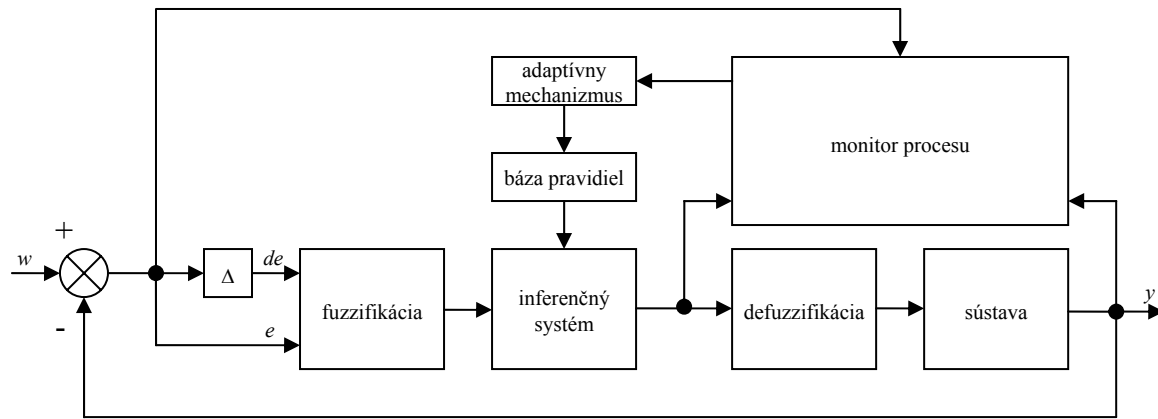 adaptívny
mechanizmus
monitor procesu
báza pravidiel
+
w
Δ
de
e
-
fuzzifikácia
inferenčný
systém
defuzzifikácia
sústava
y